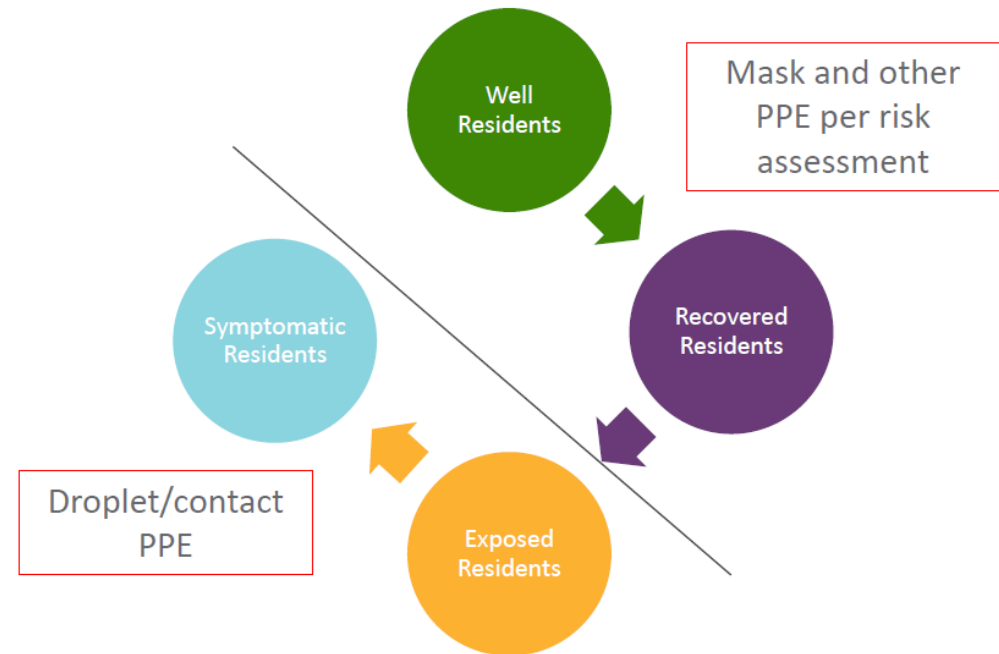 Well
Residents
Mask and other
PPE per risk
assessment
Symptomatic
Residents
Recovered
Residents
Droplet/contact
PPE
Exposed
Residents